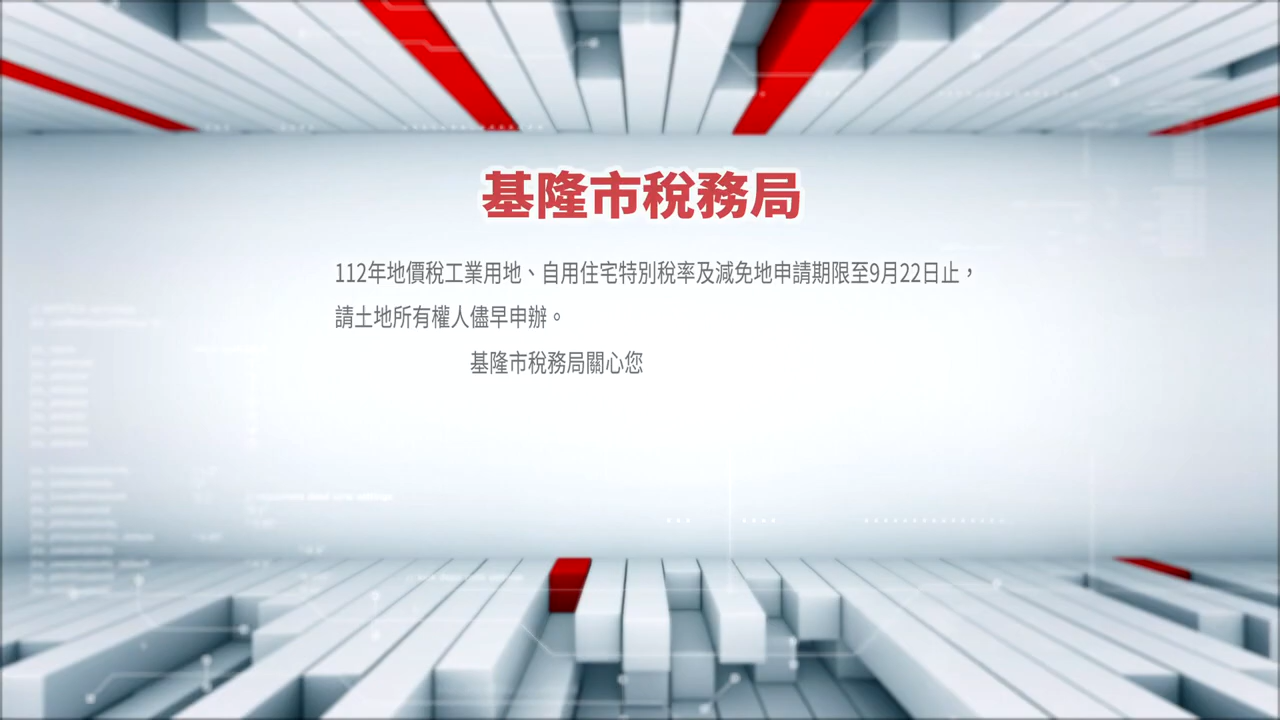 基隆市稅務局
112年地價稅工業用地、自用住宅特別稅率及減免地申請期限至9月22日止，
請土地所有權人儘早申辦。
基隆市稅務局關心您